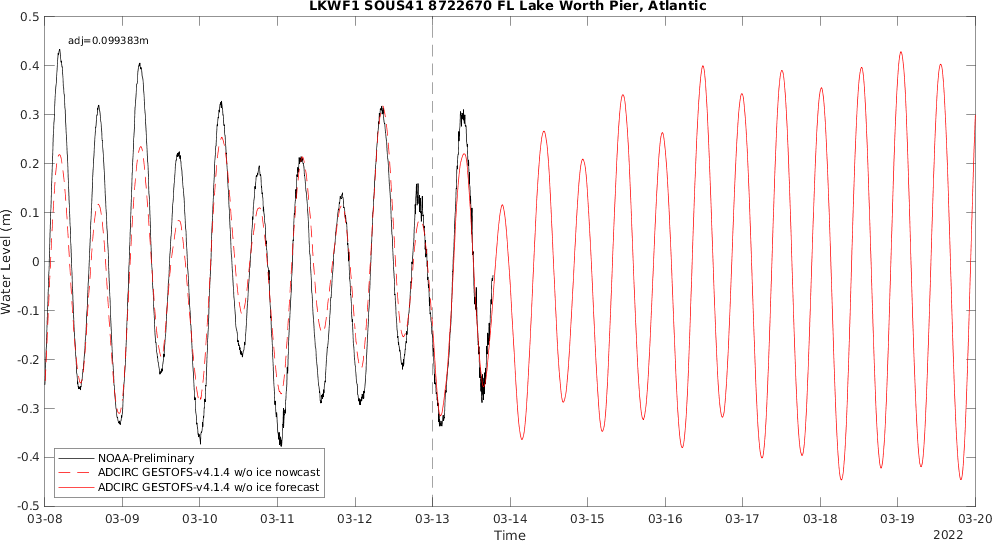 LKWF1 SOUS41 8722670 FL Lake Worth Pier, Atlantic
adj=0.099383m
0.5
0.4
0.3
0.2
0.1
0
-0.1
-0.2
-0.3
-0.4
-0.5
Water Level (m)
NOAA-Preliminary
ADCIRC GESTOFS-v4.1.4 w/o ice nowcast
ADCIRC GESTOFS-v4.1.4 w/o ice forecast
03-08 03-09 03-10 03-11 03-12 03-13 03-14 03-15 03-16 03-17 03-18 03-19 03-20
Time
2022